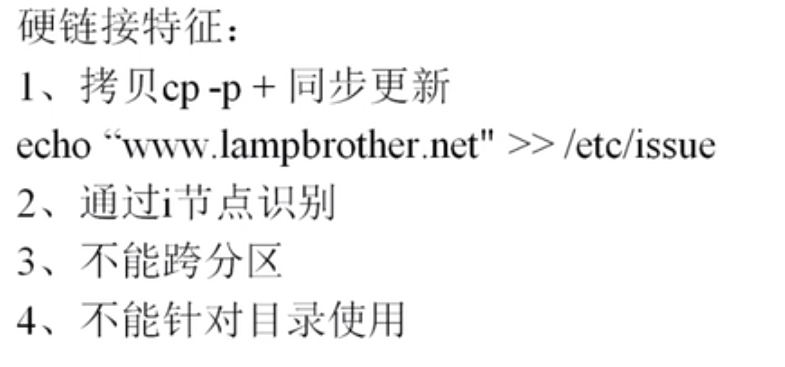 硬链接特征：
1、拷贝cp -p + 同步更新
echo “www.lampbrother.net" >> /etc/issue
2、通过i节点识别
3、不能跨分区
4、不能针对目录使用